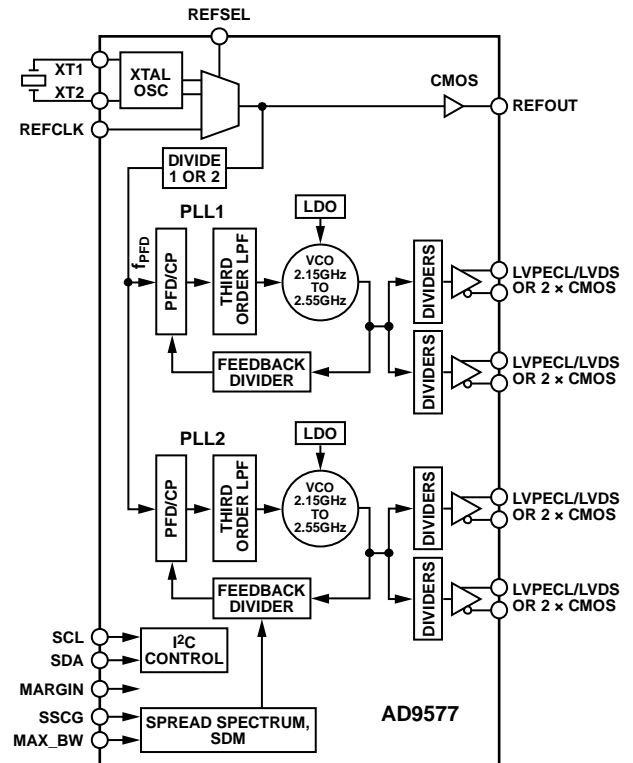 REFSEL
XT1
XT2
XTAL
OSC
REFCLK
CMOS
REFOUT
DIVIDE
1 OR 2
PLL1
LDO
fPFD
PFD/CP
THIRD
ORDER LPF
VCO
2.15GHz
TO
2.55GHz
DIVIDERS
LVPECL/LVDS
OR 2 × CMOS
FEEDBACK
DIVIDER
DIVIDERS
LVPECL/LVDS
OR 2 × CMOS
PLL2
LDO
PFD/CP
THIRD
ORDER LPF
VCO
2.15GHz
TO
2.55GHz
DIVIDERS
LVPECL/LVDS
OR 2 × CMOS
FEEDBACK
DIVIDER
DIVIDERS
LVPECL/LVDS
OR 2 × CMOS
SCL
SDA
I2C
CONTROL
MARGIN
SSCG
MAX_BW
SPREAD SPECTRUM,
SDM
AD9577